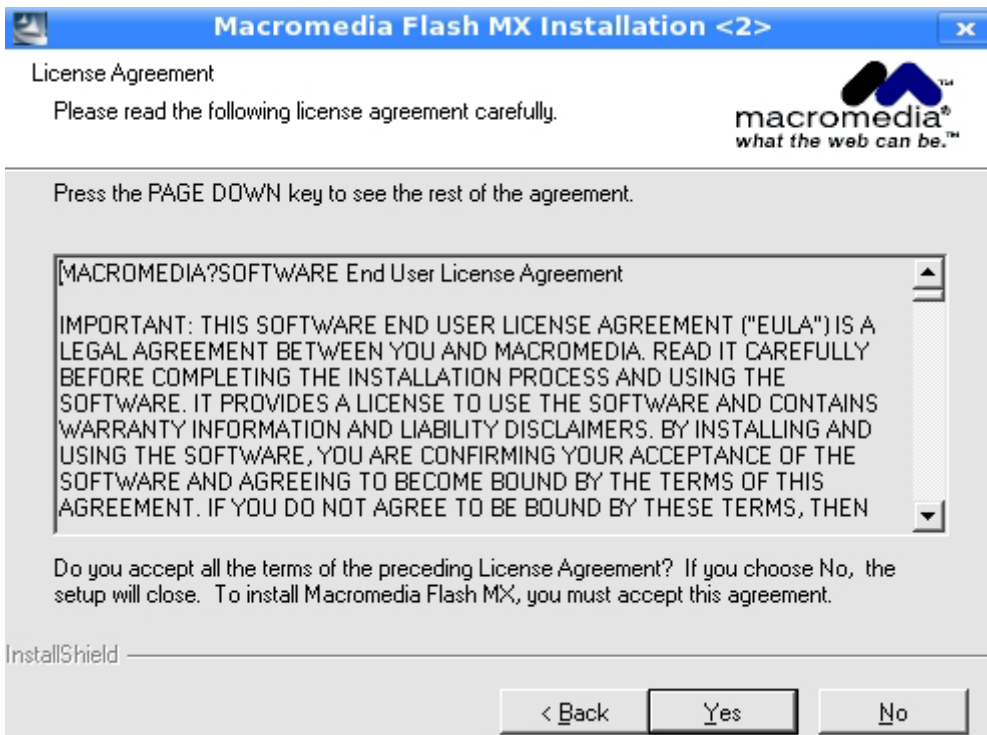 Macromedia Flash MX Installation <2>
License Agreement
Please read the following license agreement carefully.
macromedia®
what the web can be.™
Press the PAGE DOWN key to see the rest of the agreement.
MACROMEDIA?SOFTWARE End User License Agreement
IMPORTANT: THIS SOFTWARE END USER LICENSE AGREEMENT ("EULA") IS A
LEGAL AGREEMENT BETWEEN YOU AND MACROMEDIA. READ IT CAREFULLY
BEFORE COMPLETING THE INSTALLATION PROCESS AND USING THE
SOFTWARE. IT PROVIDES A LICENSE TO USE THE SOFTWARE AND CONTAINS
WARRANTY INFORMATION AND LIABILITY DISCLAIMERS. BY INSTALLING AND
USING THE SOFTWARE, YOU ARE CONFIRMING YOUR ACCEPTANCE OF THE
SOFTWARE AND AGREEING TO BECOME BOUND BY THE TERMS OF THIS
AGREEMENT. IF YOU DO NOT AGREE TO BE BOUND BY THESE TERMS, THEN
Do you accept all the terms of the preceding License Agreement?  If you choose No,  the
setup will close.  To install Macromedia Flash MX, you must accept this agreement.
InstallShield
< Back
Yes
No